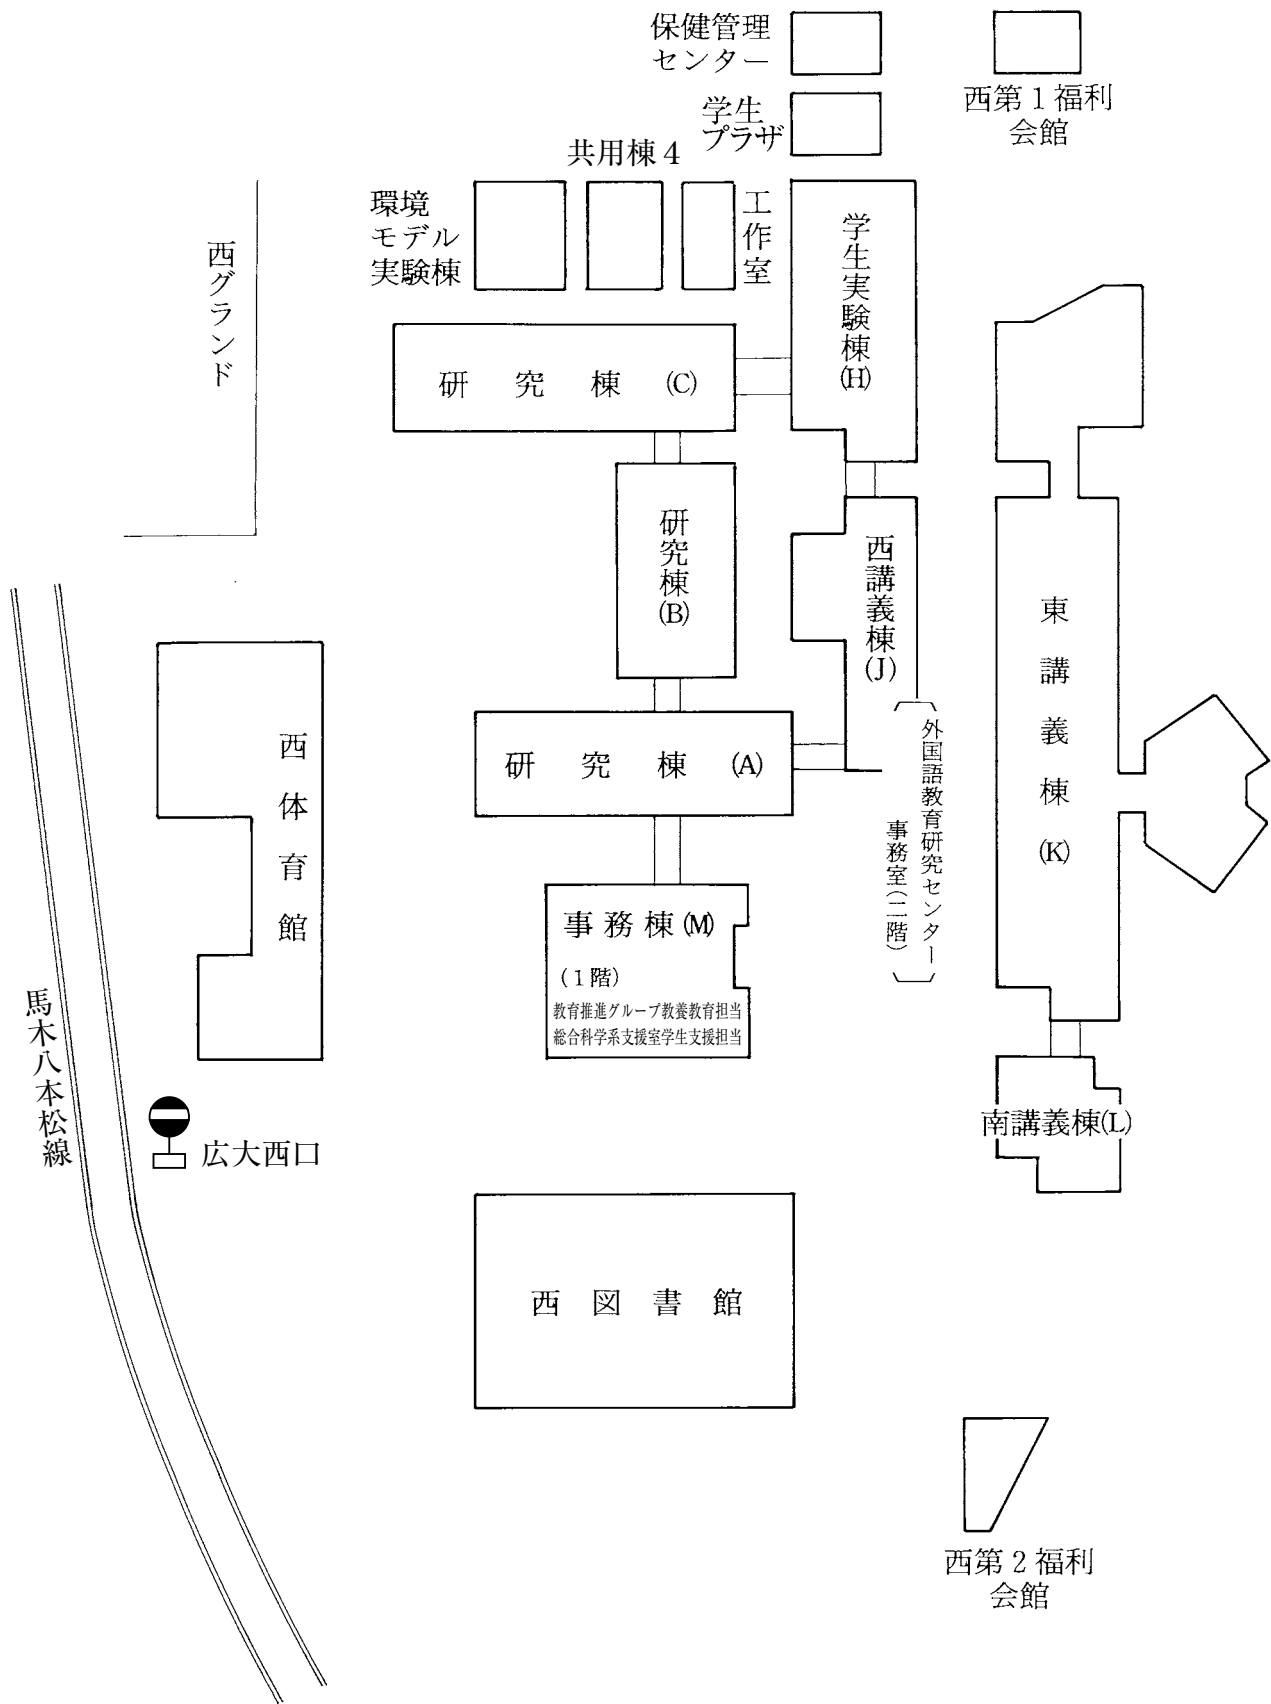 保健管理
センター
西第1福利
会館
学生
プラザ
共用棟4
環境
モデル
実験棟
工作室
学生実験棟(H)
西グランド
研究棟(C)
研究棟(B)
西講義棟(J)
東講義棟(K)
外国語教育研究センター
事務室(二階)
研究棟(A)
西体育館
事務棟(M)
(1階)
教育推進グループ教養教育担当
総合科学系支援室学生支援担当
馬木八本松線
広大西口
南講義棟(L)
西図書館
西第2福利
会館